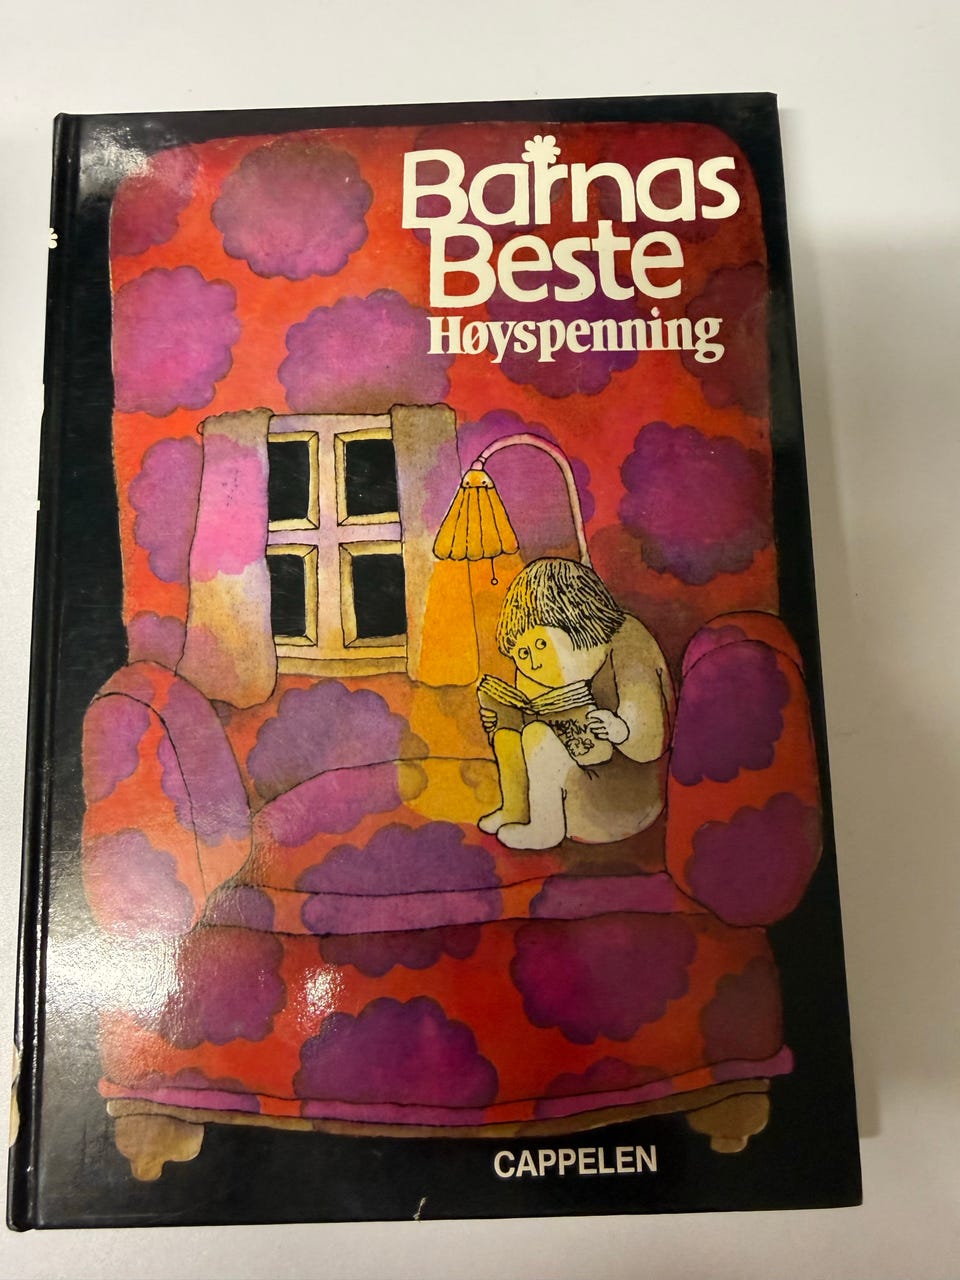 Barnas
Beste
Høyspenning
CAPPELEN